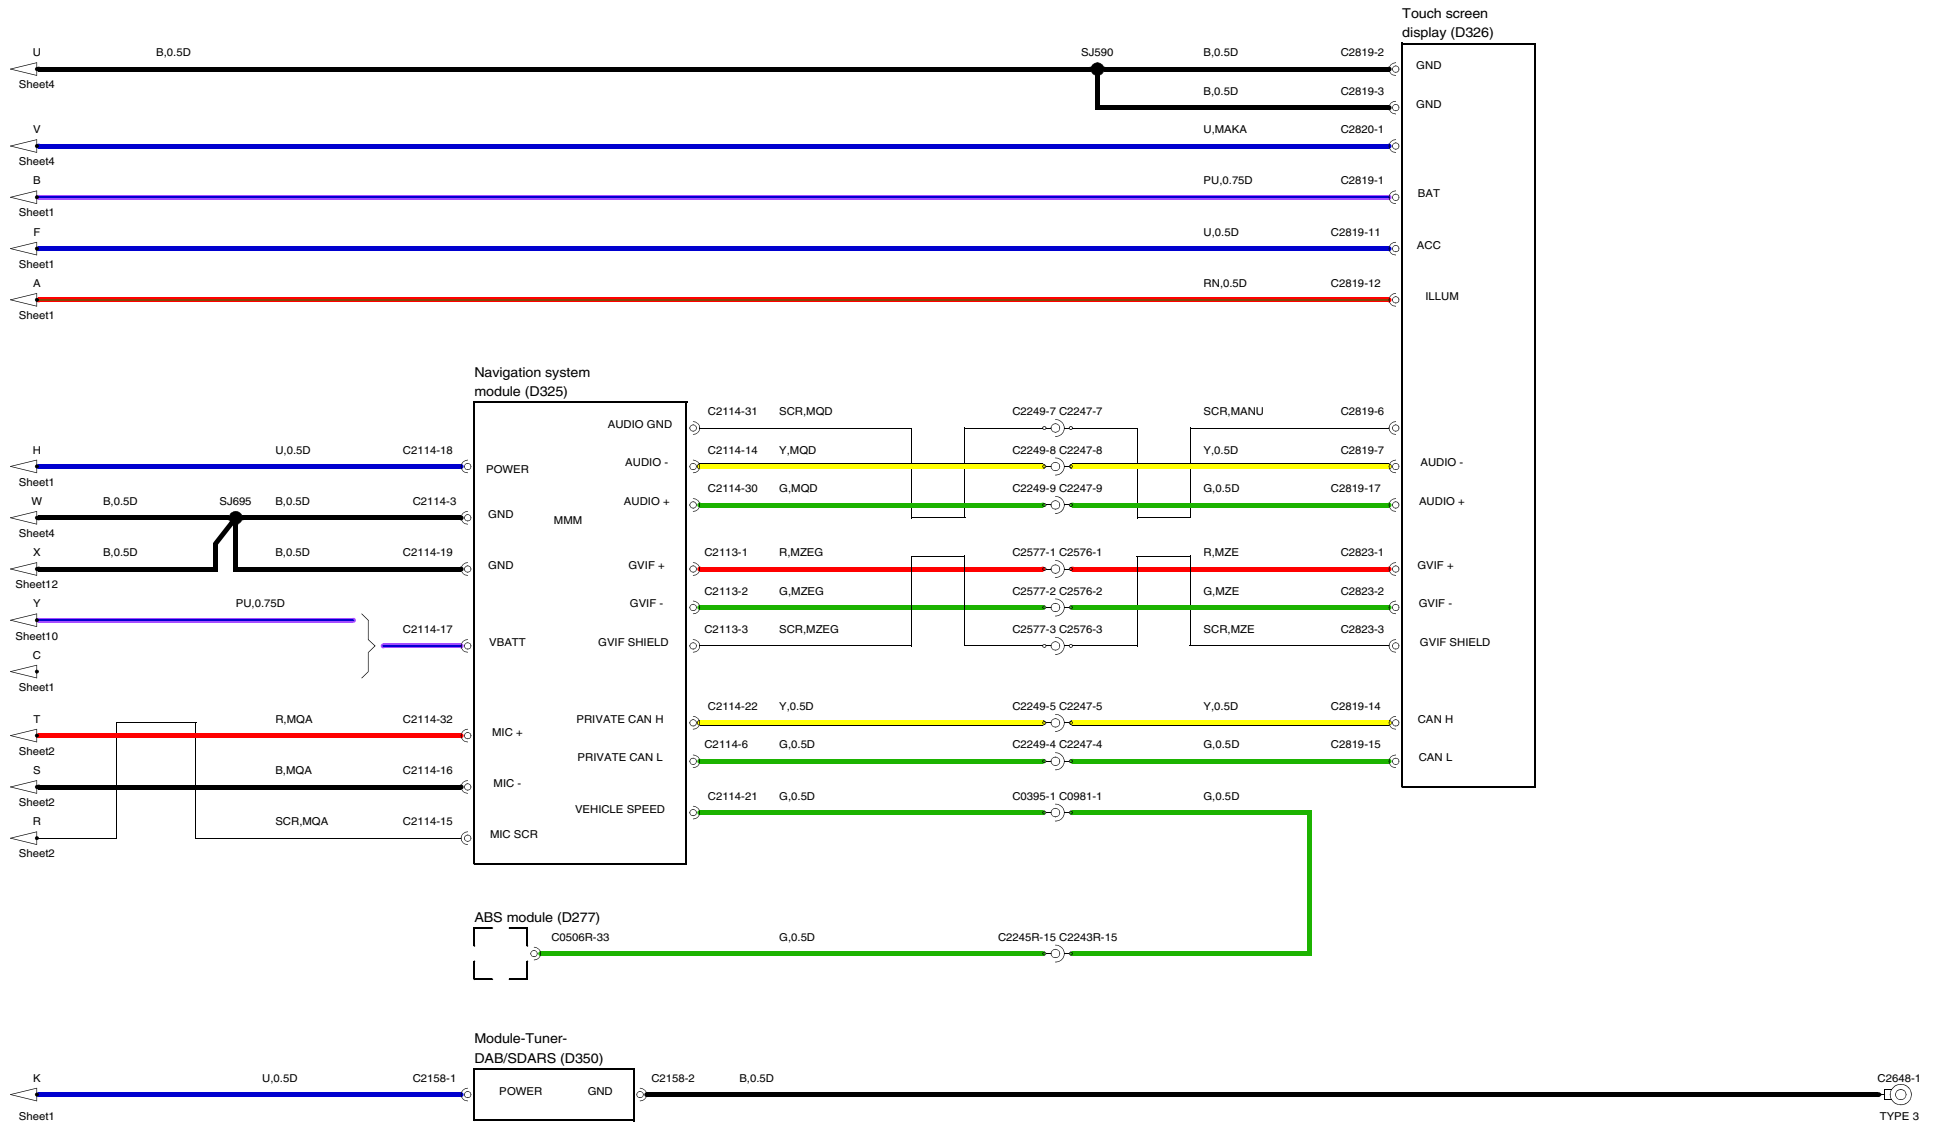 Touch screen
display (D326)
U B,0.5D SJ590 B,0.5D C2819-2
GND
Sheet4
B,0.5D C2819-3
GND
V U,MAKA C2820-1
Sheet4
B PU,0.75D C2819-1
BAT
Sheet1
F U,0.5D C2819-11
ACC
Sheet1
A RN,0.5D C2819-12
ILLUM
Sheet1
Navigation system
module (D325)
C2114-31 SCR,MQD C2249-7 C2247-7 SCR,MANU C2819-6
AUDIO GND
H U,0.5D C2114-18 C2114-14 Y,MQD C2249-8 C2247-8 Y,0.5D C2819-7
POWER AUDIO - AUDIO -
Sheet1
C2114-30 G,MQD C2249-9 C2247-9 G,0.5D C2819-17
W B,0.5D SJ695 B,0.5D C2114-3
AUDIO + AUDIO +
GND MMM
Sheet4
X B,0.5D B,0.5D C2114-19 C2113-1 R,MZEG C2577-1 C2576-1 R,MZE C2823-1
GND GVIF + GVIF +
Sheet12
C2113-2 G,MZEG C2577-2 C2576-2 G,MZE C2823-2
Y PU,0.75D
GVIF - GVIF -
Sheet10
C2114-17 C2113-3 SCR,MZEG C2577-3 C2576-3 SCR,MZE C2823-3
VBATT GVIF SHIELD GVIF SHIELD
C
Sheet1
C2114-22 Y,0.5D C2249-5 C2247-5 Y,0.5D C2819-14
T R,MQA C2114-32
PRIVATE CAN H CAN H
MIC +
Sheet2
C2114-6 G,0.5D C2249-4 C2247-4 G,0.5D C2819-15
PRIVATE CAN L CAN L
S B,MQA C2114-16
MIC -
Sheet2
C2114-21 G,0.5D C0395-1 C0981-1 G,0.5D
VEHICLE SPEED
R SCR,MQA C2114-15
MIC SCR
Sheet2
ABS module (D277)
C0506R-33 G,0.5D C2245R-15 C2243R-15
Module-Tuner-
DAB/SDARS (D350)
K U,0.5D C2158-1 C2158-2 B,0.5D C2648-1
POWER GND
Sheet1 TYPE 3